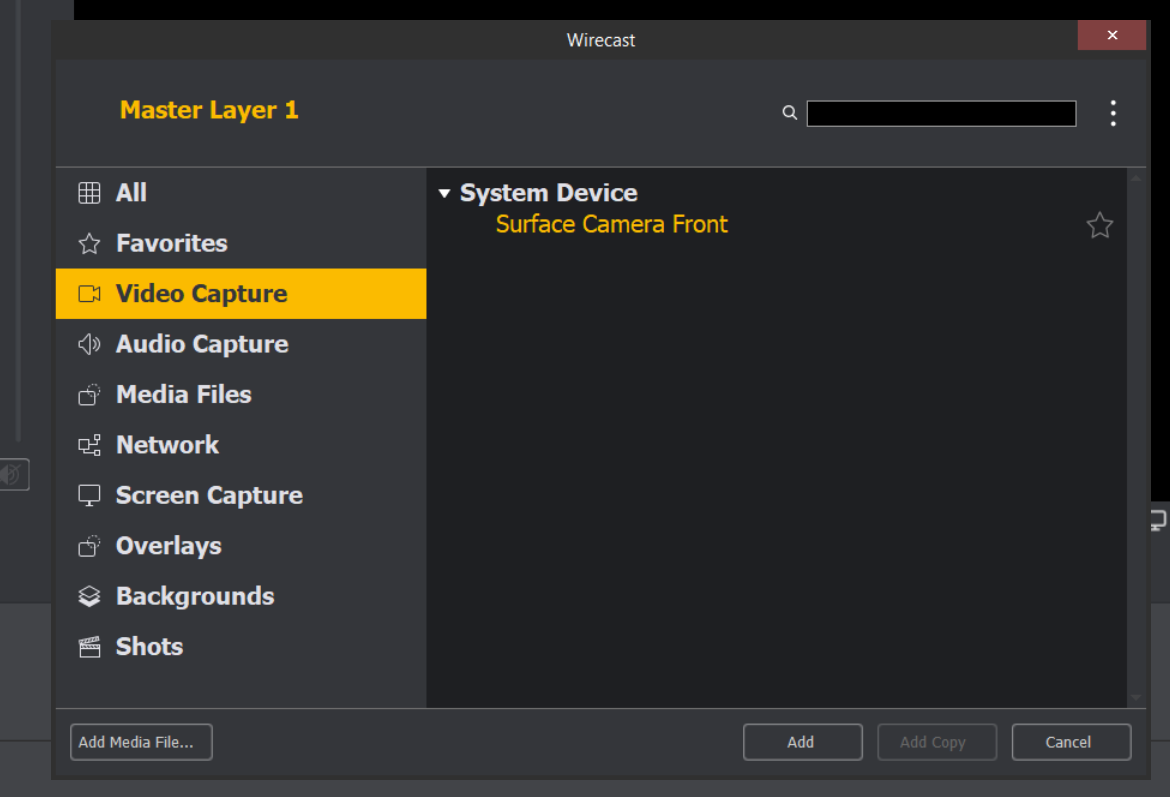 Wirecast
Master Layer 1
All
Favorites
Video Capture
Audio Capture
Media Files
Network
Screen Capture
Overlays
Backgrounds
Shots
System Device
Surface Camera Front
Add Media File...
Add
Add Copy
Cancel